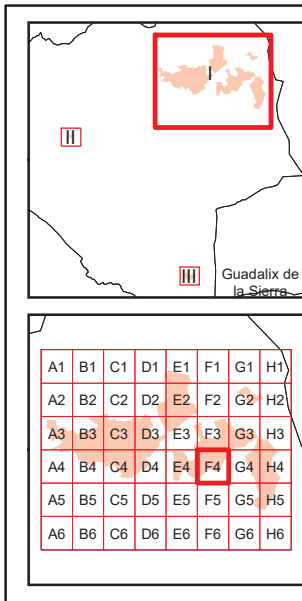 I
II
III
Guadalix de
la Sierra
A1 B1 C1 D1 E1 F1 G1 H1
A2 B2 C2 D2 E2 F2 G2 H2
A3 B3 C3 D3 E3 F3 G3 H3
A4 B4 C4 D4 E4 F4 G4 H4
A5 B5 C5 D5 E5 F5 G5 H5
A6 B6 C6 D6 E6 F6 G6 H6